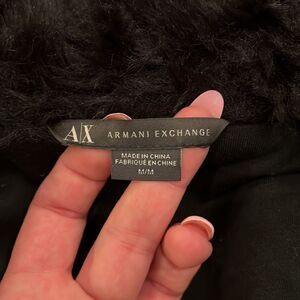 A|X ARMANI EXCHANGE
MADE IN CHINA
FABRIQUÉ EN CHINE
M/M